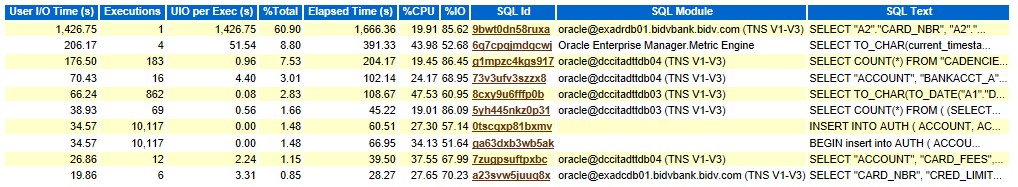 User I/O Time (s) Executions UIO per Exec (s) %Total Elapsed Time (s) %CPU %IO SQL Id SQL Module SQL Text
1,426.75 1 1,426.75 60.90 1,666.36 19.91 85.62 9bwt0dn58ruxa oracle@exadrdb01.bidvbank.bidv.com (TNS V1-V3) SELECT "A2"."CARD_NBR", "A2"."...
206.17 4 51.54 8.80 391.33 43.98 52.68 6q7cpqjmdqcwj Oracle Enterprise Manager.Metric Engine SELECT TO_CHAR(current_timesta...
176.50 183 0.96 7.53 204.17 19.45 86.45 q1mpzc4kgs917 oracle@dccitadttdb04 (TNS V1-V3) SELECT COUNT(*) FROM "CADENCIE...
70.43 16 4.40 3.01 102.14 24.17 68.95 73v3ufv3szzx8 oracle@dccitadttdb04 (TNS V1-V3) SELECT "ACCOUNT", "BANKACCT_A"...
66.24 862 0.08 2.83 108.67 47.53 60.95 8cxy9u6fffp0b oracle@dccitadttdb03 (TNS V1-V3) SELECT TO_CHAR(TO_DATE("A1"."D...
38.93 69 0.56 1.66 45.22 19.01 86.09 5yh445nkz0p31 oracle@dccitadttdb03 (TNS V1-V3) SELECT COUNT(*) FROM ( (SELECT...
34.57 10,117 0.00 1.48 60.51 27.30 57.14 0tscqxp81bxmv INSERT INTO AUTH ( ACCOUNT, AC...
34.57 10,117 0.00 1.48 66.95 34.13 51.64 qa63dxb3wb5ak BEGIN insert into AUTH ( ACCOU...
26.86 12 2.24 1.15 39.50 37.55 67.99 7zuqpsuftpxbc oracle@dccitadttdb04 (TNS V1-V3) SELECT "ACCOUNT", "CARD_FEES",...
19.86 6 3.31 0.85 28.27 27.65 70.23 a23svw5juuq8x oracle@exadcdb01.bidvbank.bidv.com (TNS V1-V3) SELECT "CARD_NBR", "CRED_LIMIT...